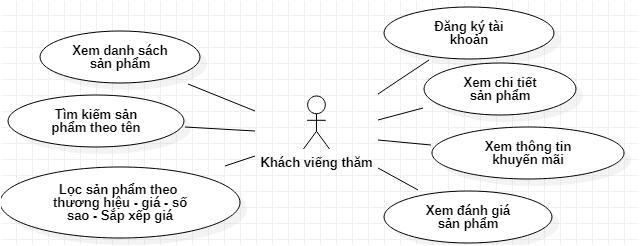 Xem danh sách
sản phẩm
Tìm kiếm sản
phẩm theo tên
Lọc sản phẩm theo
thương hiệu - giá - số
sao - Sắp xếp giá
Khách viếng thăm
Đăng ký tài
khoản
Xem chi tiết
sản phẩm
Xem thông tin
khuyến mãi
Xem đánh giá
sản phẩm